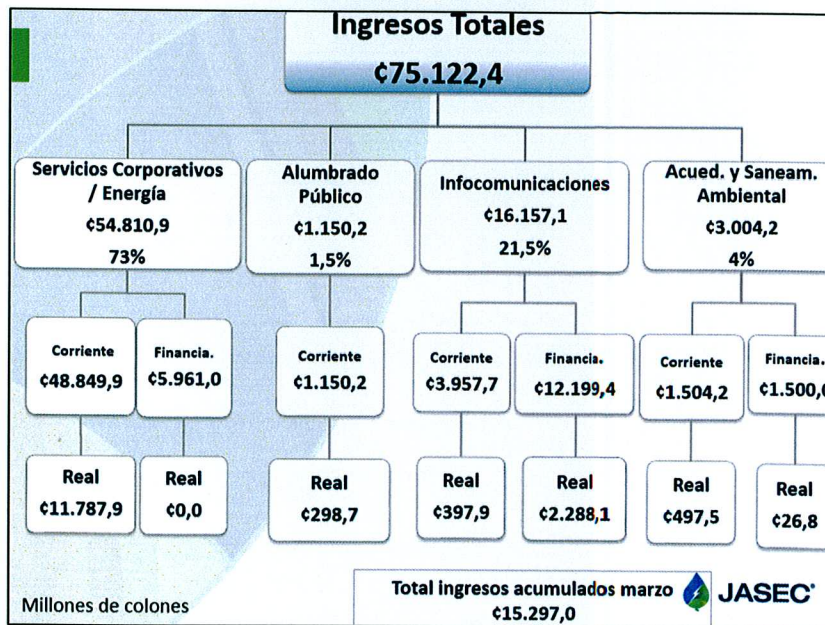 Ingresos Totales
¢75.122,4
Servicios Corporativos
/ Energía
¢54.810,9
73%
Alumbrado
Público
¢1.150,2
1,5%
Infocomunicaciones
¢16.157,1
21,5%
Acued. y Saneam.
Ambiental
¢3.004,2
4%
Corriente
¢48.849,9
Financia.
¢5.961,0
Corriente
¢1.150,2
Corriente
¢3.957,7
Financia.
¢12.199,4
Corriente
¢1.504,2
Financia.
¢1.500,0
Real
¢11.787,9
Real
¢0,0
Real
¢298,7
Real
¢397,9
Real
¢2.288,1
Real
¢497,5
Real
¢26,8
Millones de colones
Total ingresos acumulados marzo
¢15.297,0
JASEC